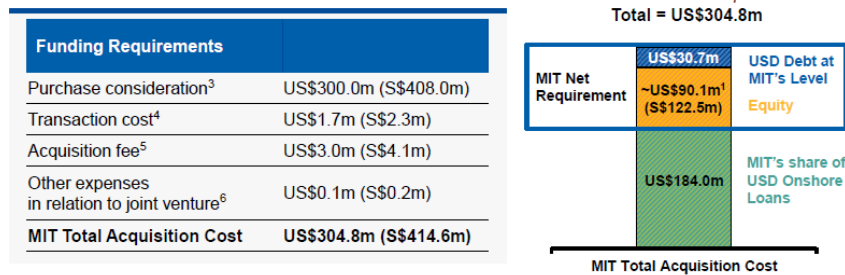 Funding Requirements
Purchase consideration³ US$300.0m (S$408.0m)
Transaction cost⁴ US$1.7m (S$2.3m)
Acquisition fee⁵ US$3.0m (S$4.1m)
Other expenses
in relation to joint venture⁶ US$0.1m (S$0.2m)
MIT Total Acquisition Cost US$304.8m (S$414.6m)
Total = US$304.8m
MIT Net
Requirement
US$30.7m
~US$90.1m¹
(S$122.5m)
US$184.0m
USD Debt at
MIT's Level
Equity
MIT's share of
USD Onshore
Loans
MIT Total Acquisition Cost